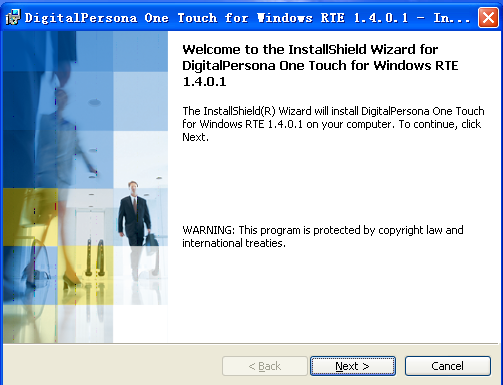 DigitalPersona One Touch for Windows RTE 1.4.0.1 - In...
Welcome to the InstallShield Wizard for
DigitalPersona One Touch for Windows RTE
1.4.0.1
The InstallShield(R) Wizard will install DigitalPersona One Touch
for Windows RTE 1.4.0.1 on your computer. To continue, click
Next.
WARNING: This program is protected by copyright law and
international treaties.
< Back
Next >
Cancel